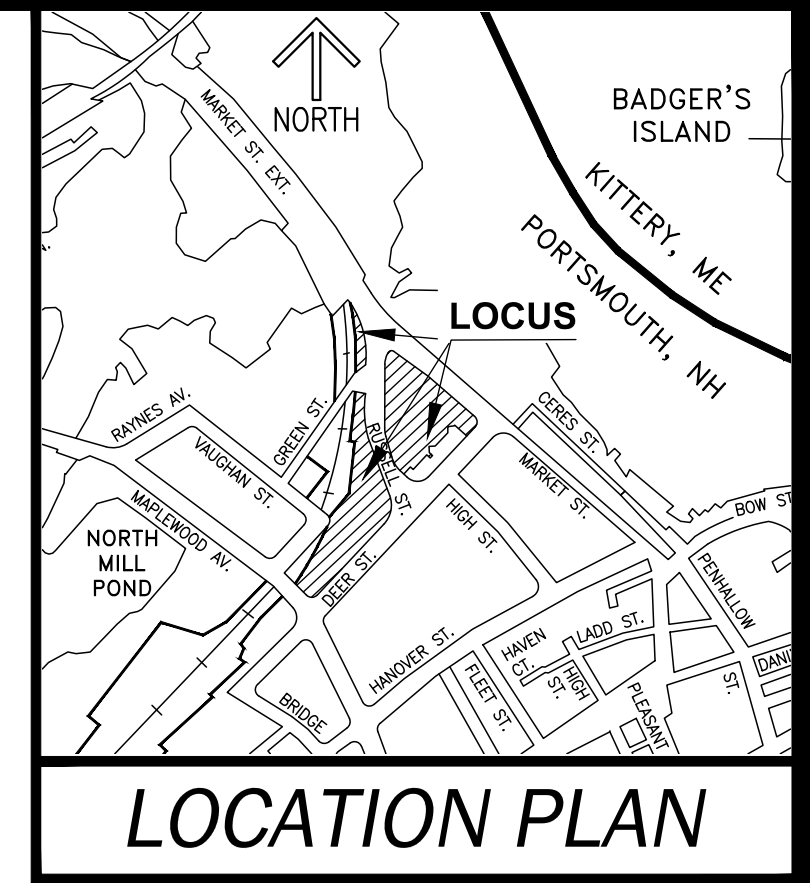 NORTH
BADGER'S
ISLAND
MARKET ST. EXT.
KITTERY, ME
PORTSMOUTH, NH
LOCUS
RAYNES AV.
VAUGHAN ST.
GREEN ST.
RUSSELL ST.
CERES ST.
MARKET ST.
BOW ST
MAPLEWOOD AV.
HIGH ST.
DEER ST.
NORTH
MILL
POND
PENHALLOW
ST.
HANOVER ST.
HAVEN
CT.
LADD ST.
HIGH
ST.
FLEET ST.
PLEASANT
DANI
BRIDGE
LOCATION PLAN